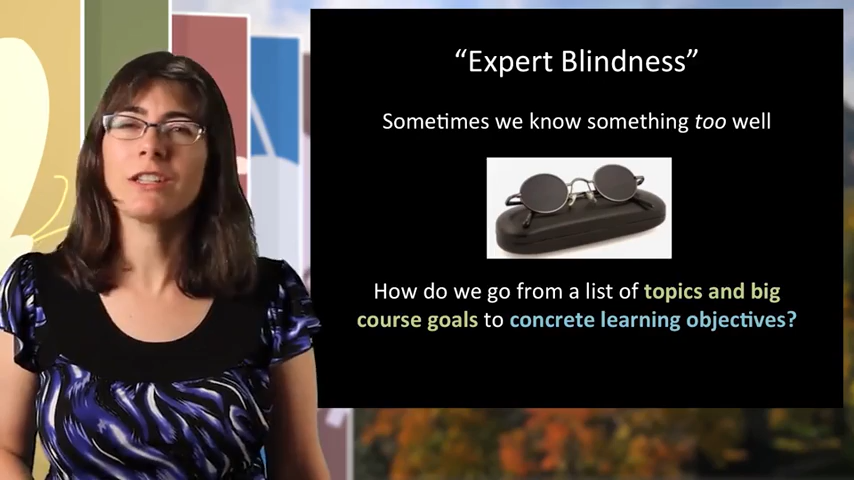 “Expert Blindness”
Sometimes we know something too well
How do we go from a list of topics and big
course goals to concrete learning objectives?